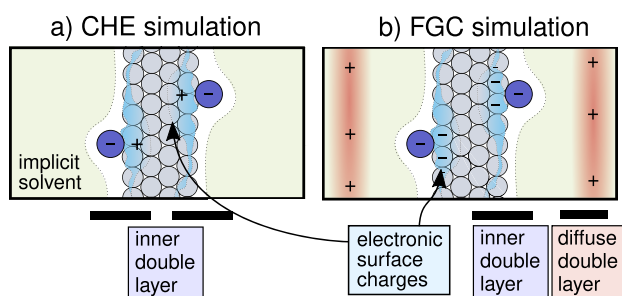 a) CHE simulation
b) FGC simulation
implicit
solvent
inner
double
layer
electronic
surface
charges
inner
double
layer
diffuse
double
layer